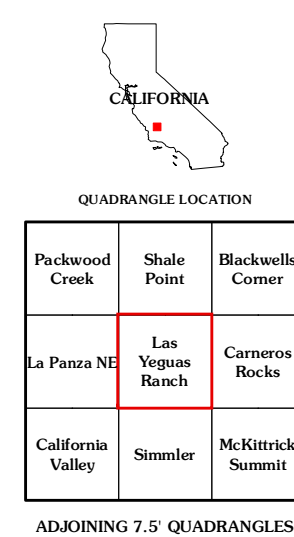 CALIFORNIA
QUADRANGLE LOCATION
Packwood
Creek
Shale
Point
Blackwells
Corner
La Panza NE
Las
Yeguas
Ranch
Carneros
Rocks
California
Valley
Simmler
McKittrick
Summit
ADJOINING 7.5' QUADRANGLES